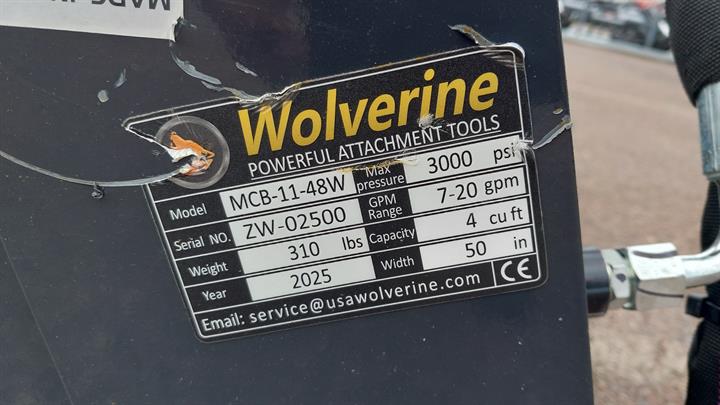 Wolverine
POWERFUL ATTACHMENT TOOLS
Model MCB-11-48W Max pressure 3000 psi
Serial NO. ZW-02500 GPM Range 7-20 gpm
Weight 310 lbs Capacity 4 cu ft
Year 2025 Width 50 in
Email: service@usawolverine.com CE